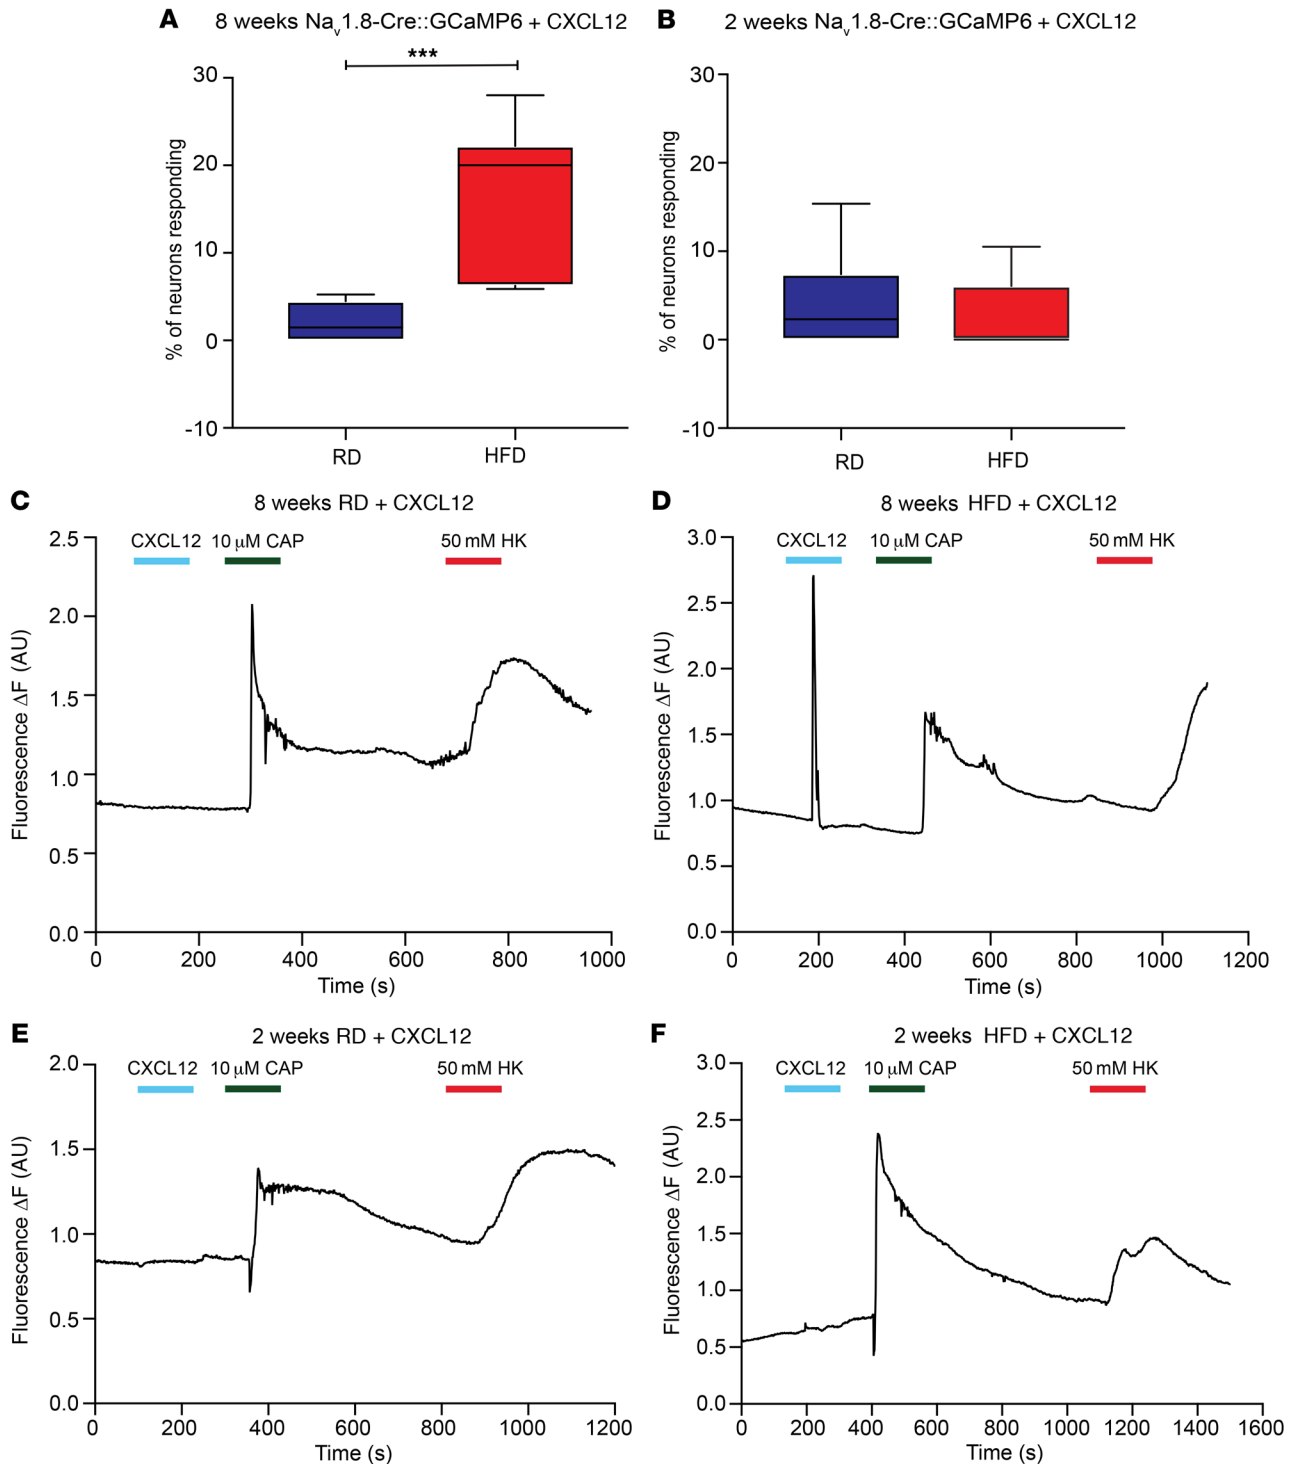 A 8 weeks Nav1.8-Cre::GCaMP6 + CXCL12
***
% of neurons responding
30
20
10
0
-10
RD HFD
B 2 weeks Nav1.8-Cre::GCaMP6 + CXCL12
% of neurons responding
30
20
10
0
-10
RD HFD
C 8 weeks RD + CXCL12
CXCL12 10 μM CAP 50 mM HK
Fluorescence ΔF (AU)
2.5
2.0
1.5
1.0
0.5
0.0
0 200 400 600 800 1000
Time (s)
D 8 weeks HFD + CXCL12
CXCL12 10 μM CAP 50 mM HK
Fluorescence ΔF (AU)
3.0
2.5
2.0
1.5
1.0
0.5
0.0
0 200 400 600 800 1000 1200
Time (s)
E 2 weeks RD + CXCL12
CXCL12 10 μM CAP 50 mM HK
Fluorescence ΔF (AU)
2.0
1.5
1.0
0.5
0.0
0 200 400 600 800 1000 1200
Time (s)
F 2 weeks HFD + CXCL12
CXCL12 10 μM CAP 50 mM HK
Fluorescence ΔF (AU)
3.0
2.5
2.0
1.5
1.0
0.5
0.0
0 200 400 600 800 1000 1200 1400 1600
Time (s)